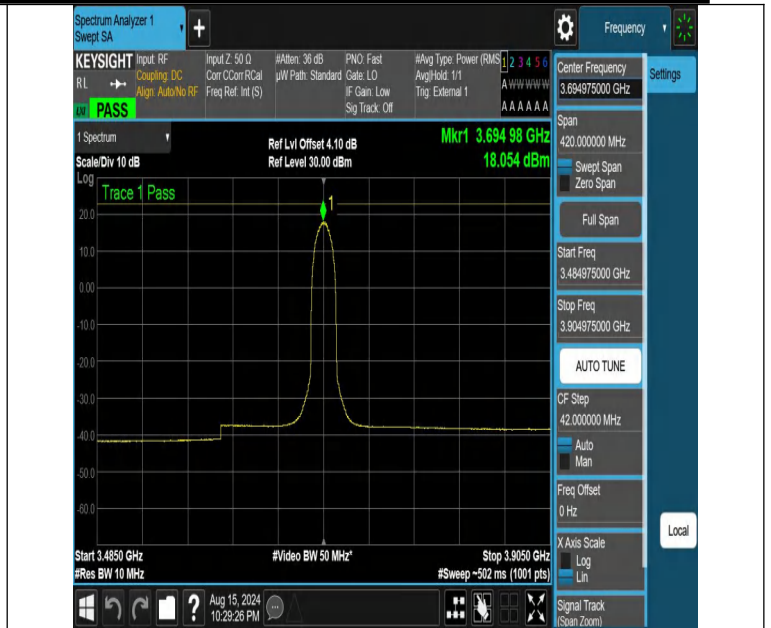 Spectrum Analyzer 1
Swept SA
+
Frequency
KEYSIGHT
RL
PASS
Input: RF
Coupling: DC
Align: Auto/No RF
Input Z: 50 Ω
Corr CCorr RCal
Freq Ref: Int (S)
#Atten: 36 dB
µW Path: Standard
PNO: Fast
Gate: LO
IF Gain: Low
Sig Track: Off
#Avg Type: Power (RMS
Avg|Hold: 1/1
Trig: External 1
1 2 3 4 5 6
A W W W W W
A A A A A A
1 Spectrum
Scale/Div 10 dB
Ref Lvl Offset 4.10 dB
Ref Level 30.00 dBm
Mkr1 3.694 98 GHz
18.054 dBm
Log
Trace 1 Pass
1
20.0
10.0
0.00
-10.0
-20.0
-30.0
-40.0
-50.0
-60.0
Start 3.4850 GHz
#Res BW 10 MHz
#Video BW 50 MHz*
Stop 3.9050 GHz
#Sweep ~502 ms (1001 pts)
Center Frequency
3.694975000 GHz
Settings
Span
420.000000 MHz
Swept Span
Zero Span
Full Span
Start Freq
3.484975000 GHz
Stop Freq
3.904975000 GHz
AUTO TUNE
CF Step
42.000000 MHz
Auto
Man
Freq Offset
0 Hz
X Axis Scale
Log
Lin
Signal Track
(Span Zoom)
Local
?
Aug 15, 2024
10:29:26 PM